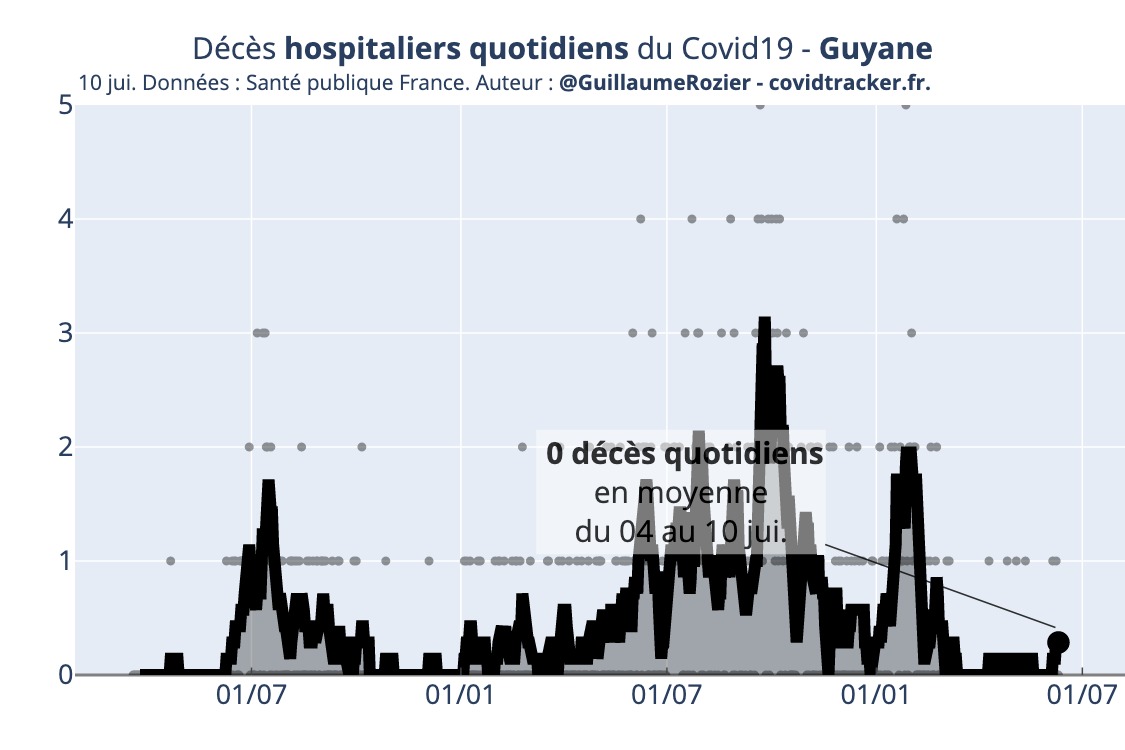 Décès hospitaliers quotidiens du Covid19 - Guyane
10 jui. Données : Santé publique France. Auteur : @GuillaumeRozier - covidtracker.fr.
5
4
3
2
1
0
0 décès quotidiens
en moyenne
du 04 au 10 jui.
01/07 01/01 01/07 01/01 01/07